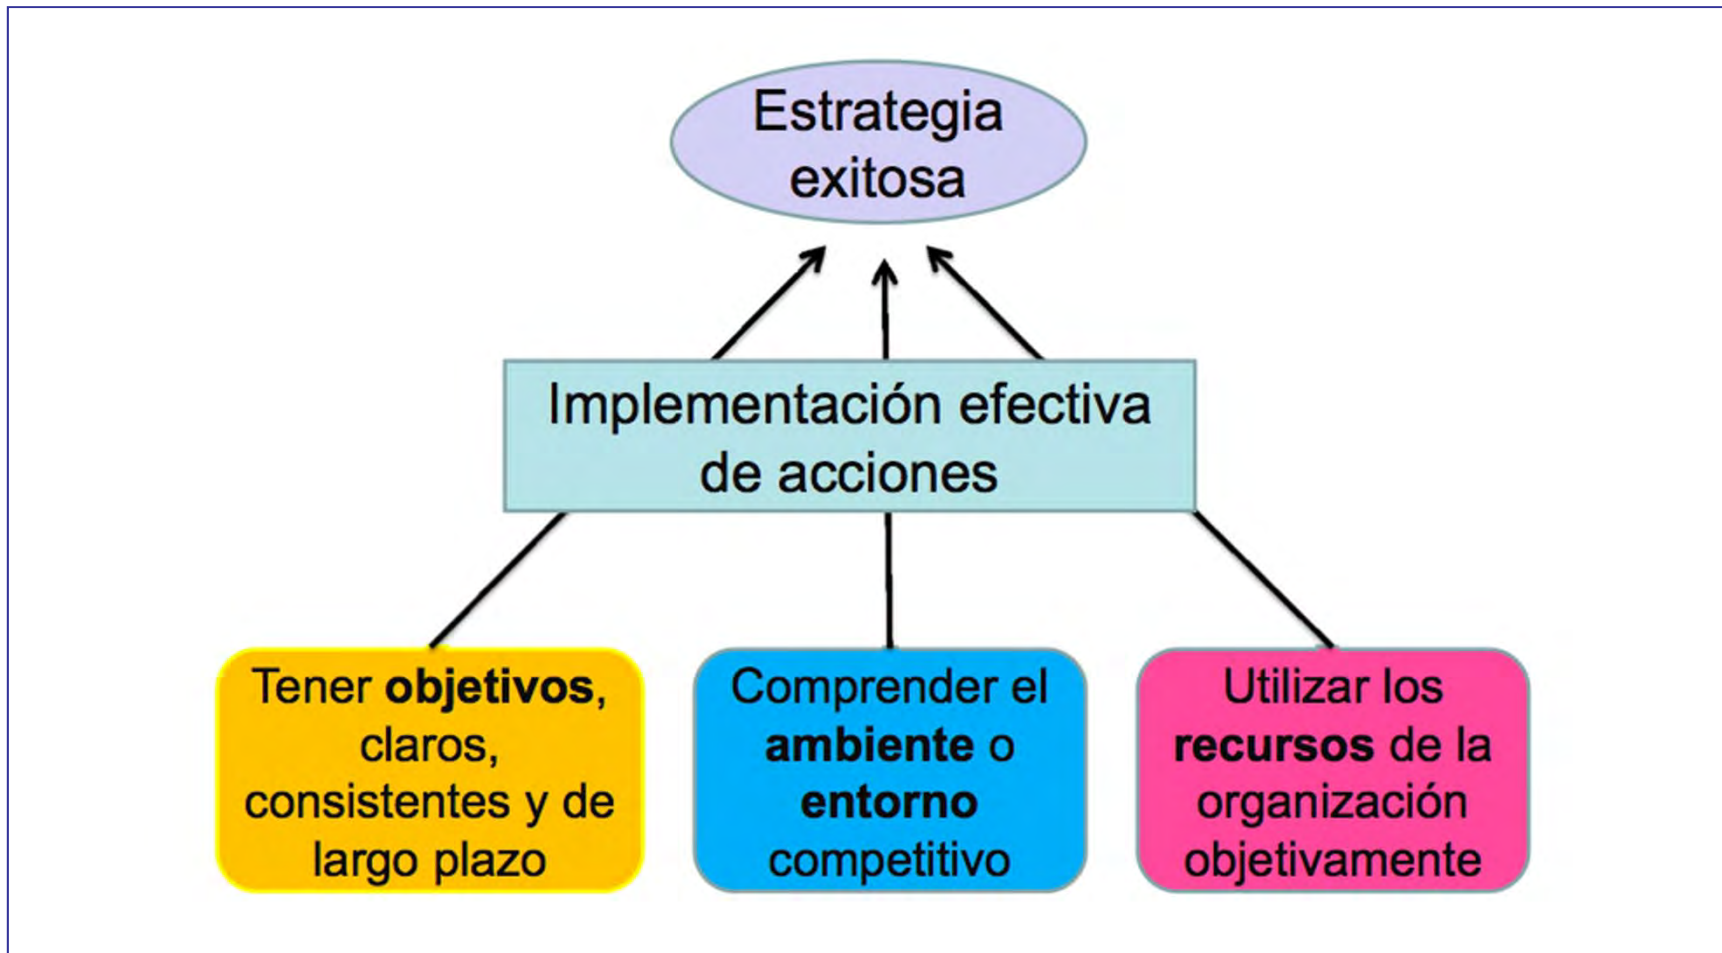 Estrategia
exitosa
Implementación efectiva
de acciones
Tener objetivos,
claros,
consistentes y de
largo plazo
Comprender el
ambiente o
entorno
competitivo
Utilizar los
recursos de la
organización
objetivamente